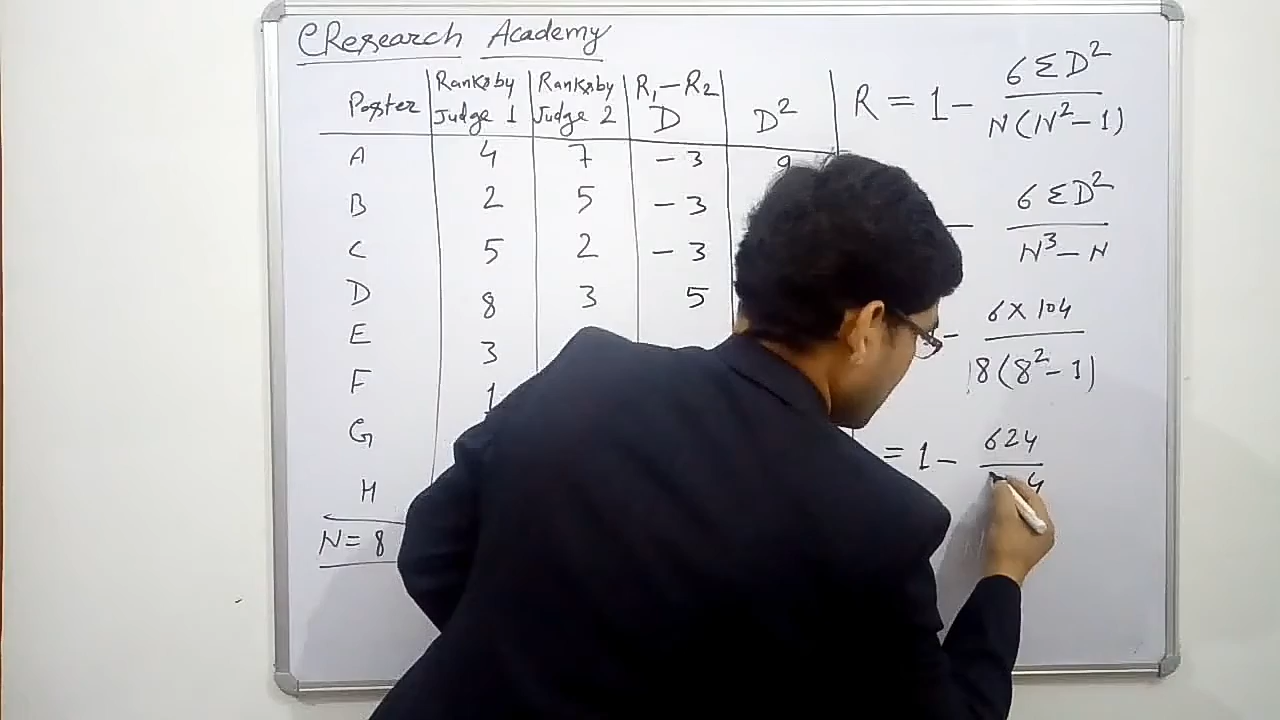 CResearch Academy
Poster | Ranks by Judge 1 | Ranks by Judge 2 | R₁-R₂ D | D²
A 4 7 -3 9
B 2 5 -3
C 5 2 -3
D 8 3 5
E 3
F 1
G
H
N = 8
R = 1 - 6ΣD² / N(N²-1)
- 6ΣD² / N³-N
- 6×104 / 8(8²-1)
= 1 - 624 / 4